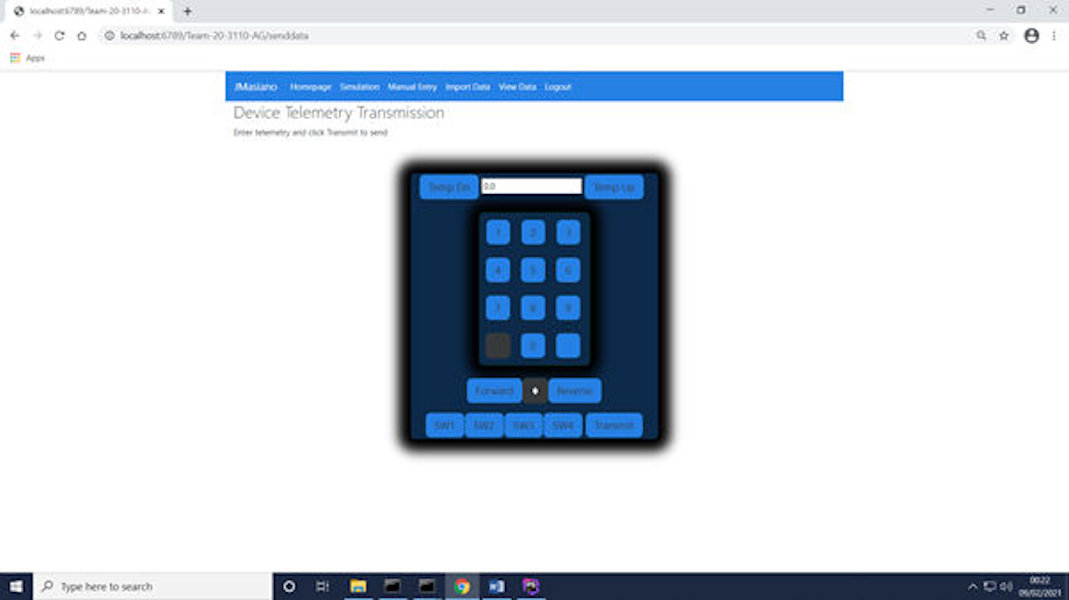 localhost:6789/Team-20-3110-A
localhost:6789/Team-20-3110-AG/senddata
Apps
Homepage Simulation Manual Entry Import Data View Data Logout
Device Telemetry Transmission
Enter telemetry and click Transmit to send
Temp Dn 0.0 Temp Up
1 2 3
4 5 6
7 8 9
0
Forward Reverse
SW1 SW2 SW3 SW4 Transmit
Type here to search
00:22
09/02/2021